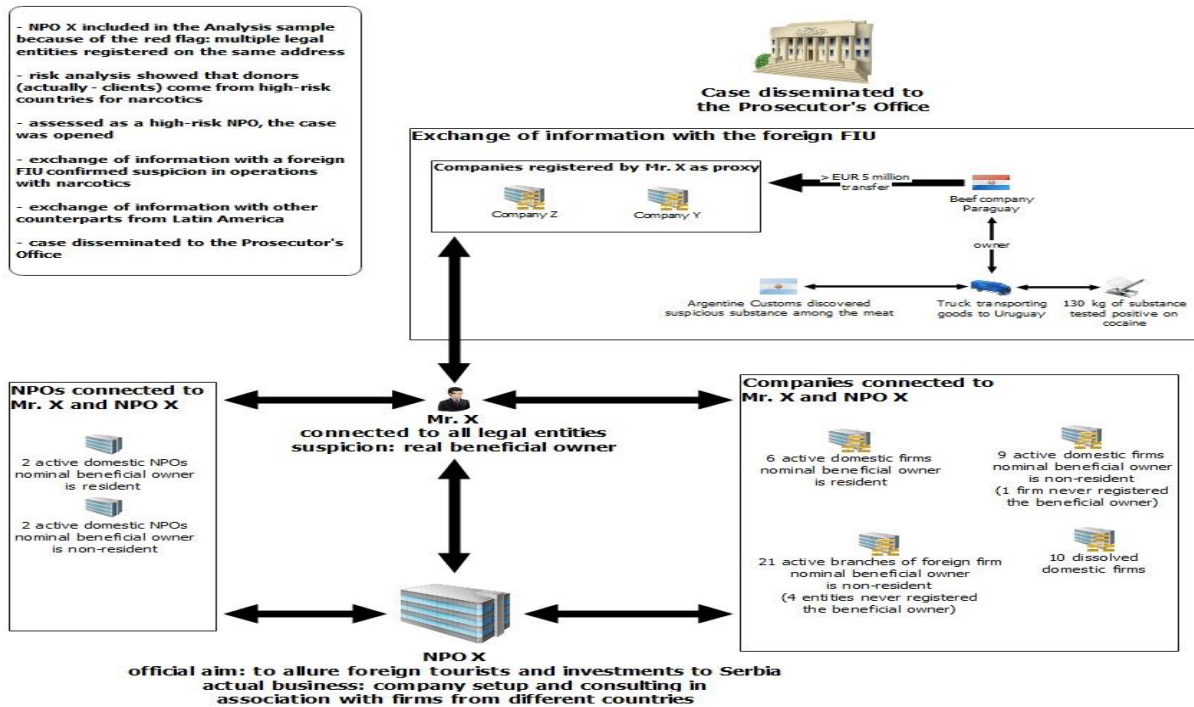 - NPO X included in the Analysis sample
because of the red flag: multiple legal
entities registered on the same address
- risk analysis showed that donors
(actually - clients) come from high-risk
countries for narcotics
- assessed as a high-risk NPO, the case
was opened
- exchange of information with a foreign
FIU confirmed suspicion in operations
with narcotics
- exchange of information with other
counterparts from Latin America
- case disseminated to the Prosecutor's
Office
Case disseminated to
the Prosecutor's Office
Exchange of information with the foreign FIU
Companies registered by Mr. X as proxy
Company Z
Company Y
> EUR 5 million
transfer
Beef company
Paraguay
owner
Argentine Customs discovered
suspicious substance among the meat
Truck transporting
goods to Uruguay
130 kg of substance
tested positive on
cocaine
NPOs connected to
Mr. X and NPO X
2 active domestic NPOs
nominal beneficial owner
is resident
2 active domestic NPOs
nominal beneficial owner
is non-resident
Mr. X
connected to all legal entities
suspicion: real beneficial owner
Companies connected to
Mr. X and NPO X
6 active domestic firms
nominal beneficial owner
is resident
9 active domestic firms
nominal beneficial owner
is non-resident
(1 firm never registered
the beneficial owner)
21 active branches of foreign firm
nominal beneficial owner
is non-resident
(4 entities never registered
the beneficial owner)
10 dissolved
domestic firms
NPO X
official aim: to allure foreign tourists and investments to Serbia
actual business: company setup and consulting in
association with firms from different countries